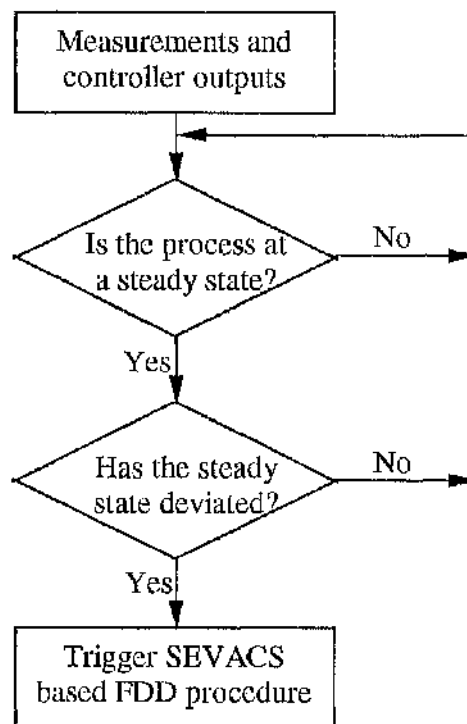 Measurements and
controller outputs
Is the process at
a steady state?
No
Yes
Has the steady
state deviated?
No
Yes
Trigger SEVACS
based FDD procedure